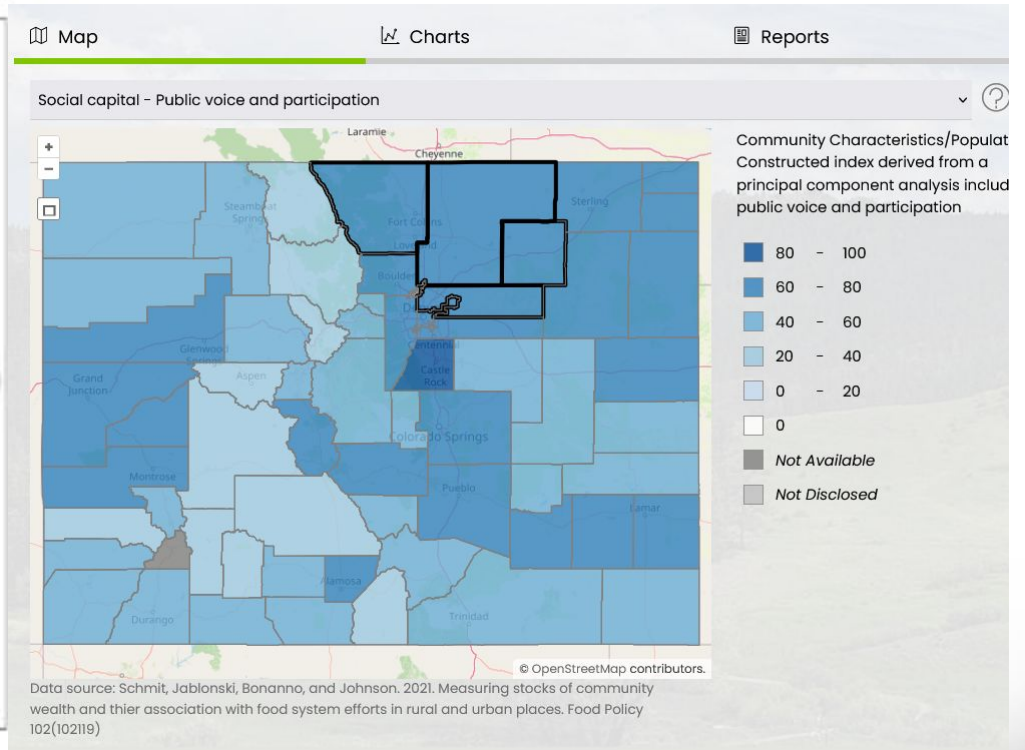 Map
Charts
Reports
Social capital - Public voice and participation
?
+
−
Laramie
Cheyenne
Steamboat
Springs
Sterling
Fort Collins
Loveland
Boulder
Centennial
Castle
Rock
Glenwood
Springs
Aspen
Grand
Junction
Colorado Springs
Montrose
Pueblo
Lamar
Alamosa
Durango
Trinidad
© OpenStreetMap contributors.
Community Characteristics/Populat
Constructed index derived from a
principal component analysis includ
public voice and participation
80 - 100
60 - 80
40 - 60
20 - 40
0 - 20
0
Not Available
Not Disclosed
Data source: Schmit, Jablonski, Bonanno, and Johnson. 2021. Measuring stocks of community
wealth and thier association with food system efforts in rural and urban places. Food Policy
102(102119)